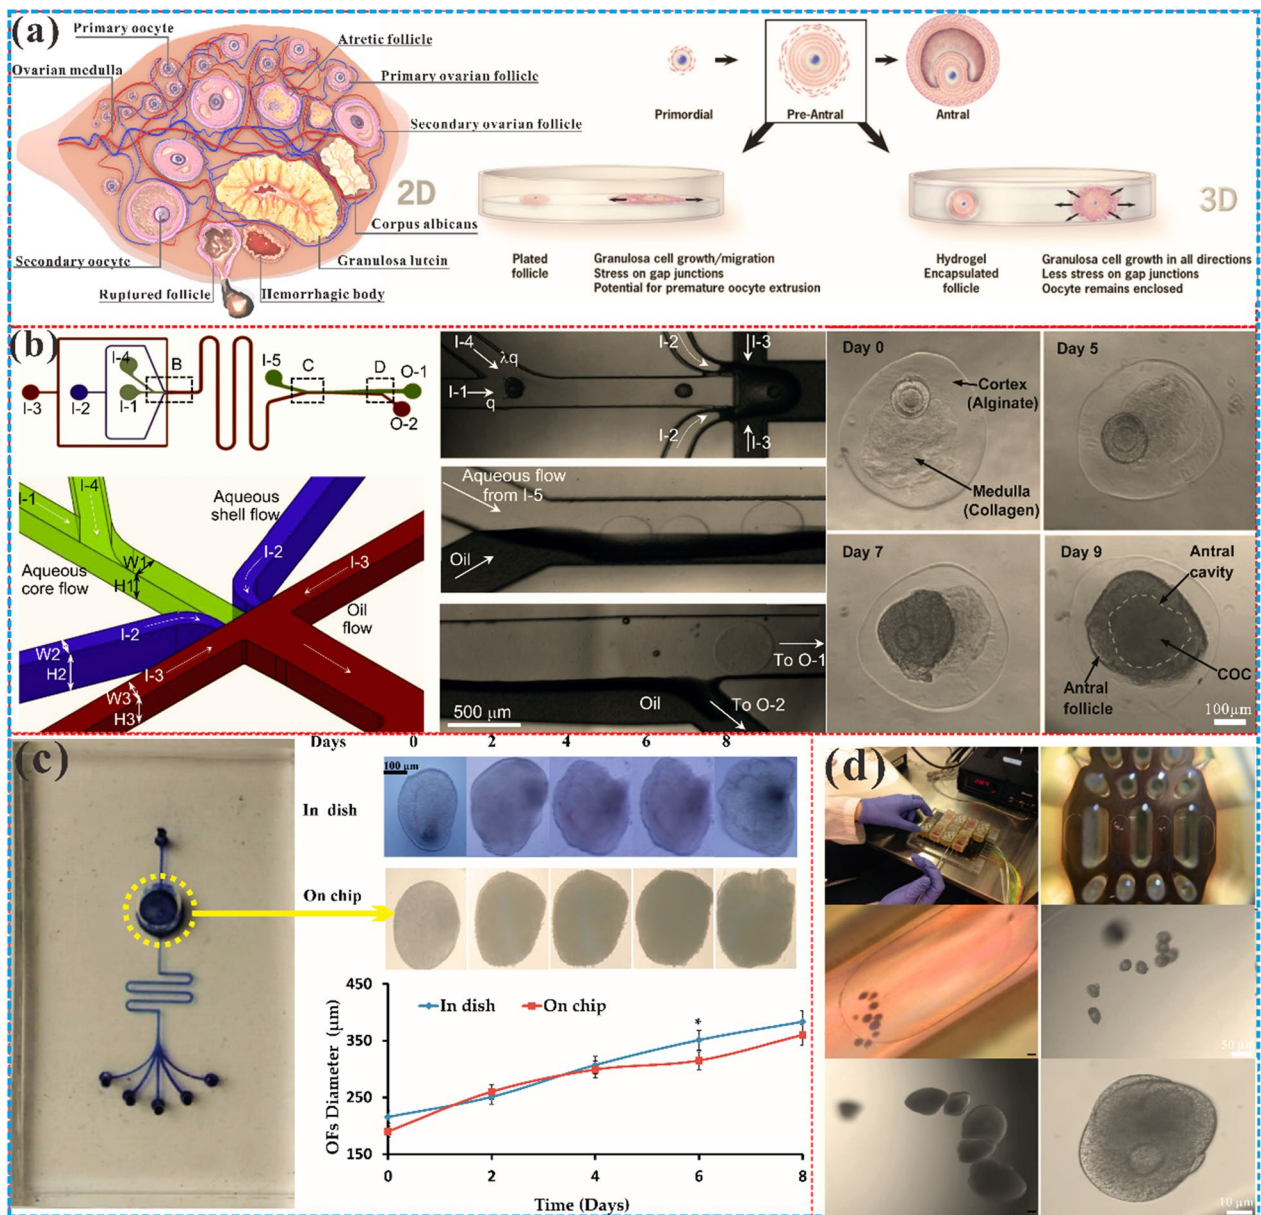 (a)
Primary oocyte
Ovarian medulla
Atretic follicle
Primary ovarian follicle
Secondary ovarian follicle
Corpus albicans
Granulosa lutein
Secondary oocyte
Ruptured follicle
Hemorrhagic body
Primordial
Pre-Antral
Antral
2D
3D
Plated
follicle
Granulosa cell growth/migration
Stress on gap junctions
Potential for premature oocyte extrusion
Hydrogel
Encapsulated
follicle
Granulosa cell growth in all directions
Less stress on gap junctions
Oocyte remains enclosed
(b)
I-4
B
I-3
I-2
I-1
I-5
C
D
O-1
O-2
I-1
I-4
Aqueous
shell flow
I-2
I-3
W1
H1
Aqueous
core flow
I-2
Oil
flow
W2
H2
I-3
W3
H3
I-4
λq
I-1
q
I-2
I-3
I-2
I-3
Aqueous flow
from I-5
Oil
To O-1
Oil
To O-2
500 µm
Day 0
Cortex
(Alginate)
Medulla
(Collagen)
Day 5
Day 7
Day 9
Antral
cavity
COC
Antral
follicle
100µm
(c)
Days
0
2
4
6
8
100 µm
In dish
On chip
450
350
250
150
In dish
On chip
*
OFs Diameter (µm)
0
2
4
6
8
Time (Days)
(d)
50 µm
10 µm